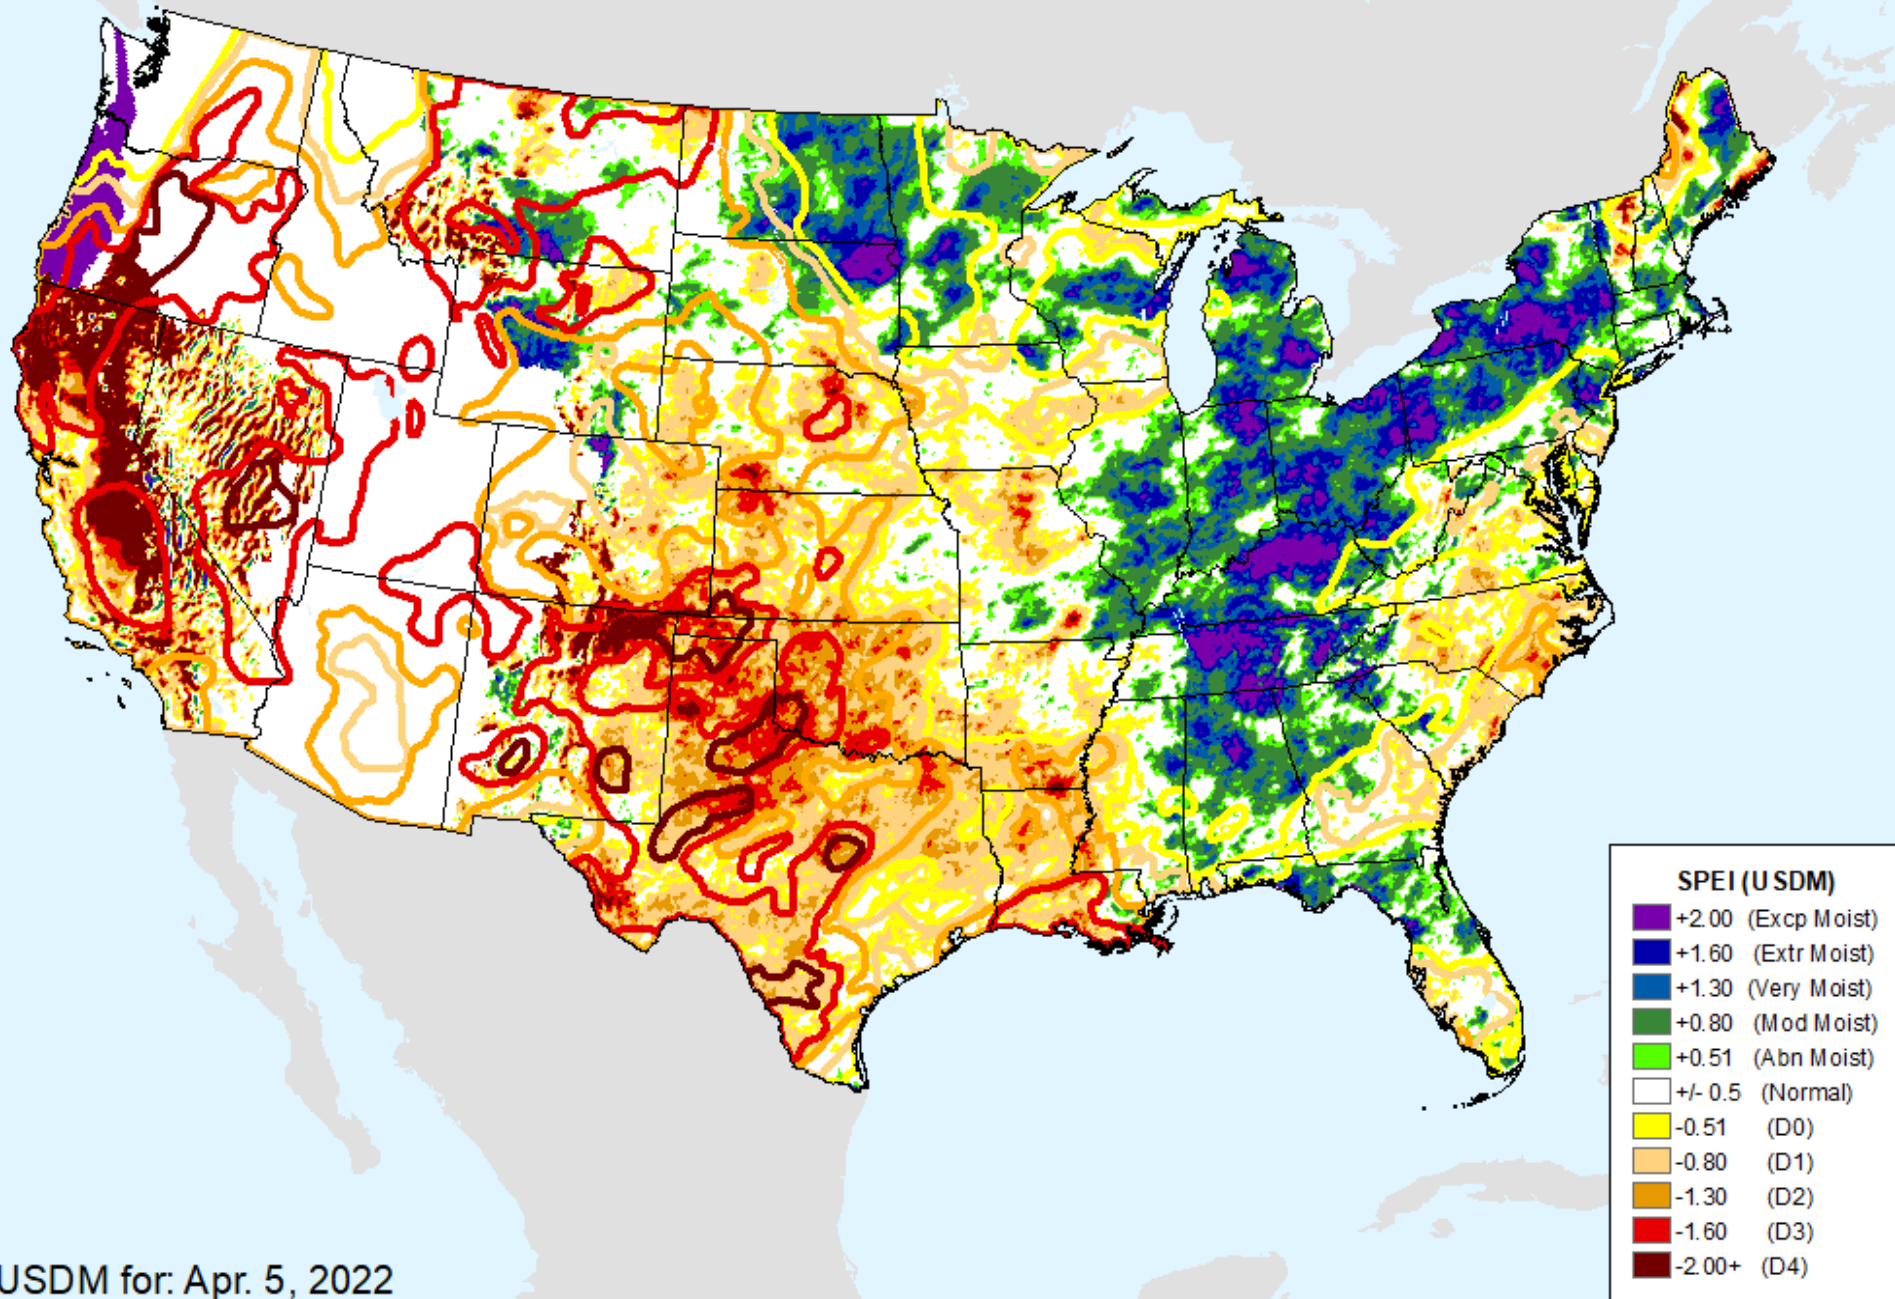 SPEI (USDM)
+2.00 (Excp Moist)
+1.60 (Extr Moist)
+1.30 (Very Moist)
+0.80 (Mod Moist)
+0.51 (Abn Moist)
+/- 0.5 (Normal)
-0.51 (D0)
-0.80 (D1)
-1.30 (D2)
-1.60 (D3)
-2.00+ (D4)
USDM for: Apr. 5, 2022